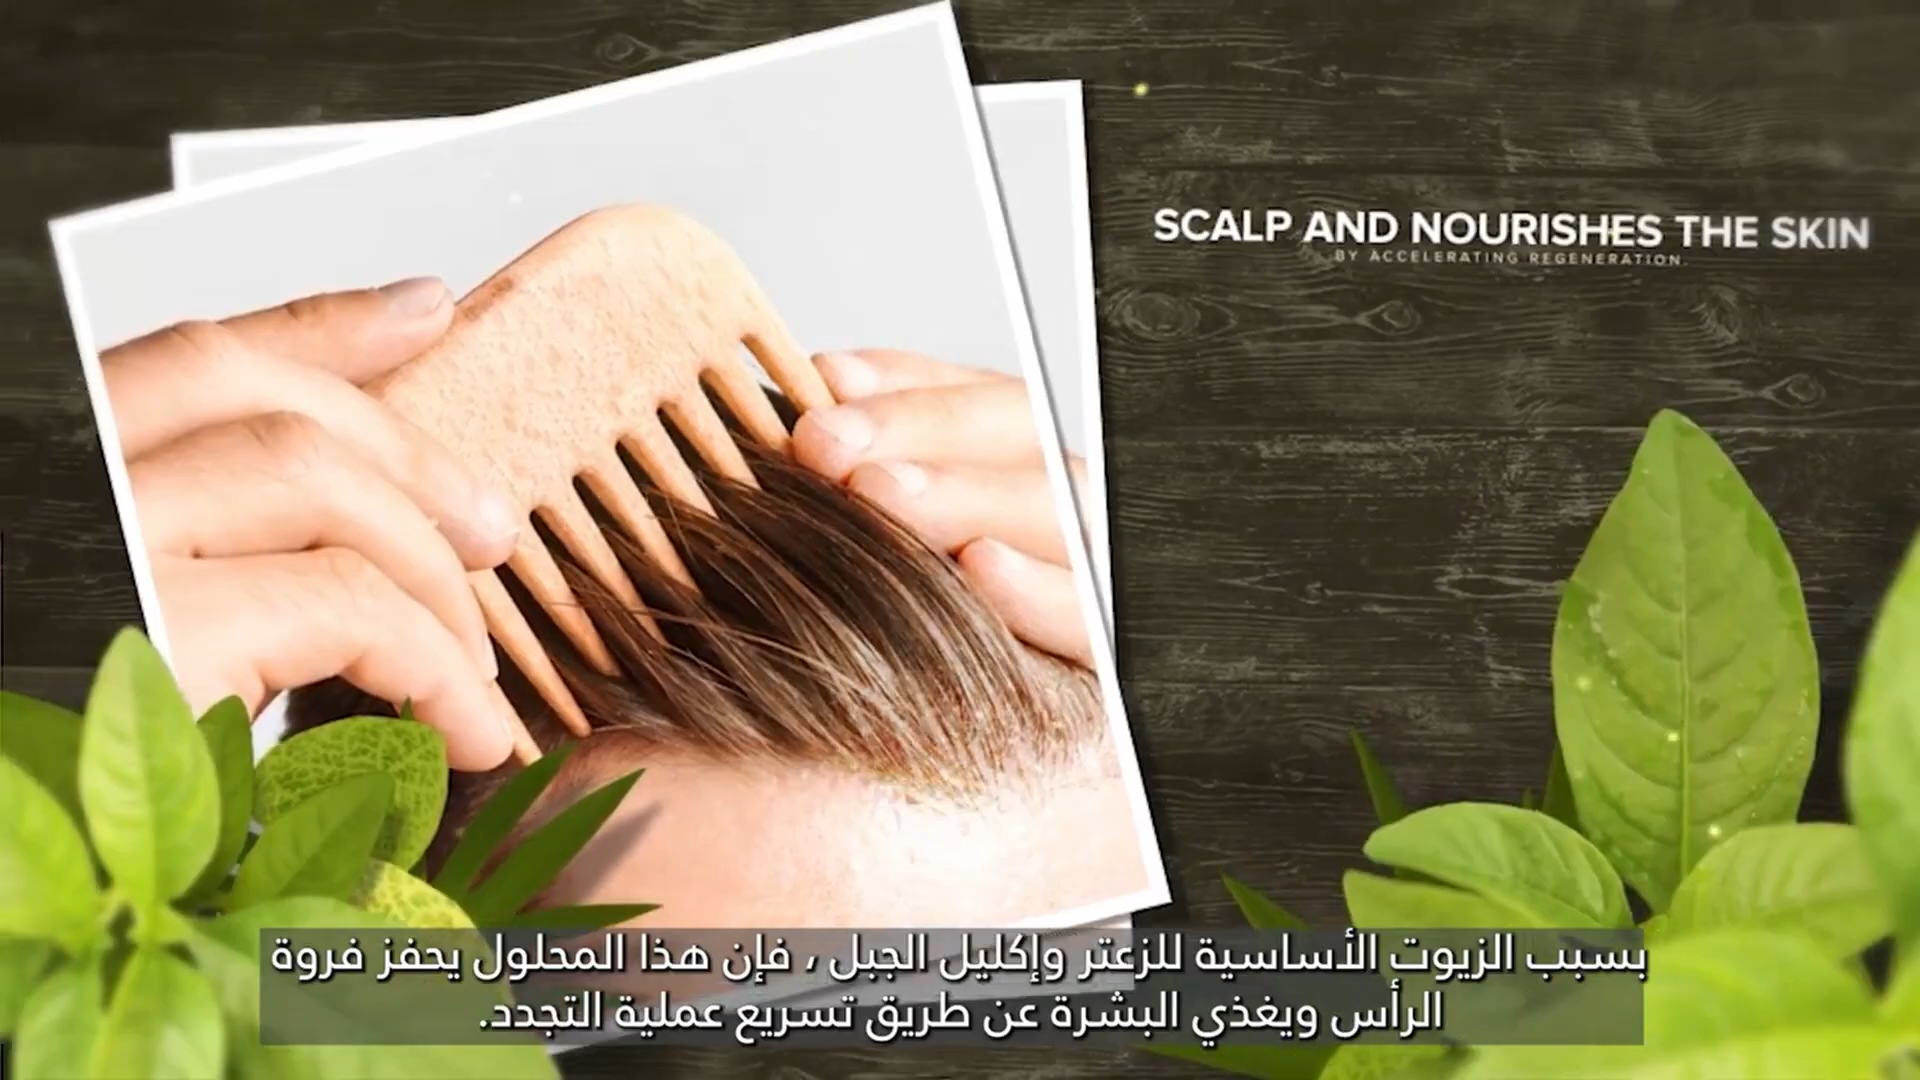 SCALP AND NOURISHES THE SKIN
BY ACCELERATING REGENERATION.
بسبب الزيوت الأساسية للزعتر وإكليل الجبل ، فإن هذا المحلول يحفز فروة
الرأس ويغذي البشرة عن طريق تسريع عملية التجدد.